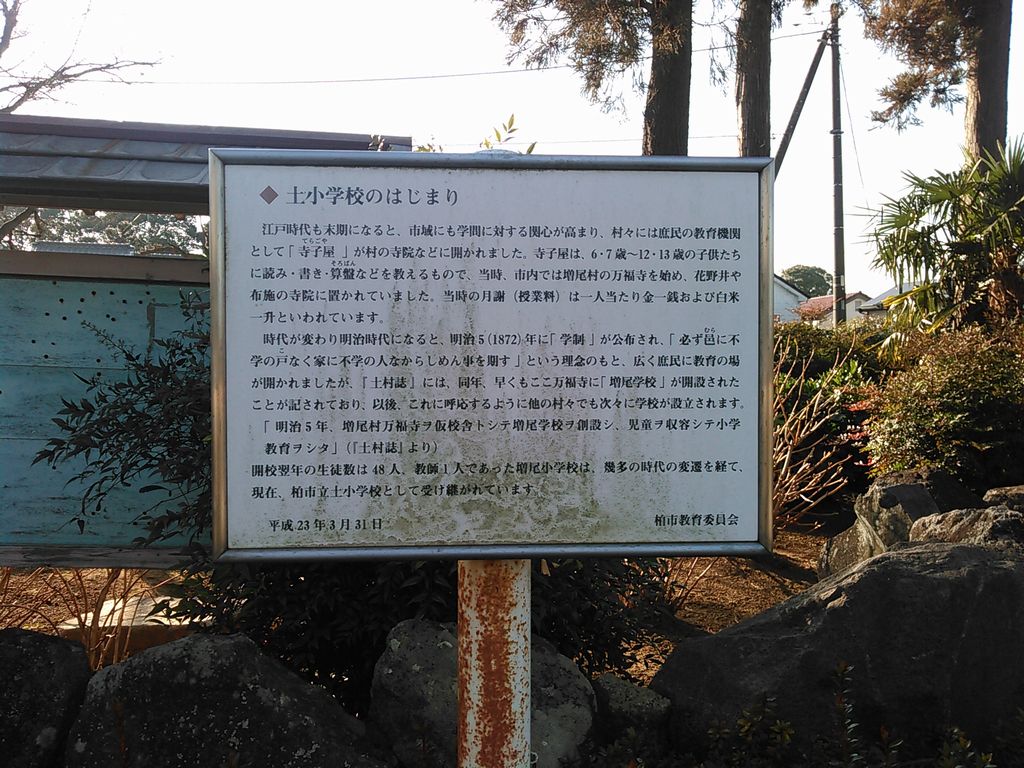 ◆ 土小学校のはじまり
江戸時代も末期になると、市域にも学問に対する関心が高まり、村々には庶民の教育機関
として「寺子屋」が村の寺院などに開かれました。寺子屋は、6・7歳〜12・13歳の子供たち
に読み・書き・算盤などを教えるもので、当時、市内では増尾村の万福寺を始め、花野井や
布施の寺院に置かれていました。当時の月謝(授業料)は一人当たり金一銭および白米
一升といわれています。
時代が変わり明治時代になると、明治5(1872)年に「学制」が公布され、「必ず邑に不
学の戸なく家に不学の人なからしめん事を期す」という理念のもと、広く庶民に教育の場
が開かれましたが、『土村誌』には、同年、早くもここ万福寺に「増尾学校」が開設された
ことが記されており、以後、これに呼応するように他の村々でも次々に学校が設立されます。
「明治5年、増尾村万福寺ヲ仮校舎トシテ増尾学校ヲ創設シ、児童ヲ収容シテ小学
教育ヲシタ」(『土村誌』より)
開校翌年の生徒数は48人、教師1人であった増尾小学校は、幾多の時代の変遷を経て、
現在、柏市立土小学校として受け継がれています。
平成23年3月31日 柏市教育委員会